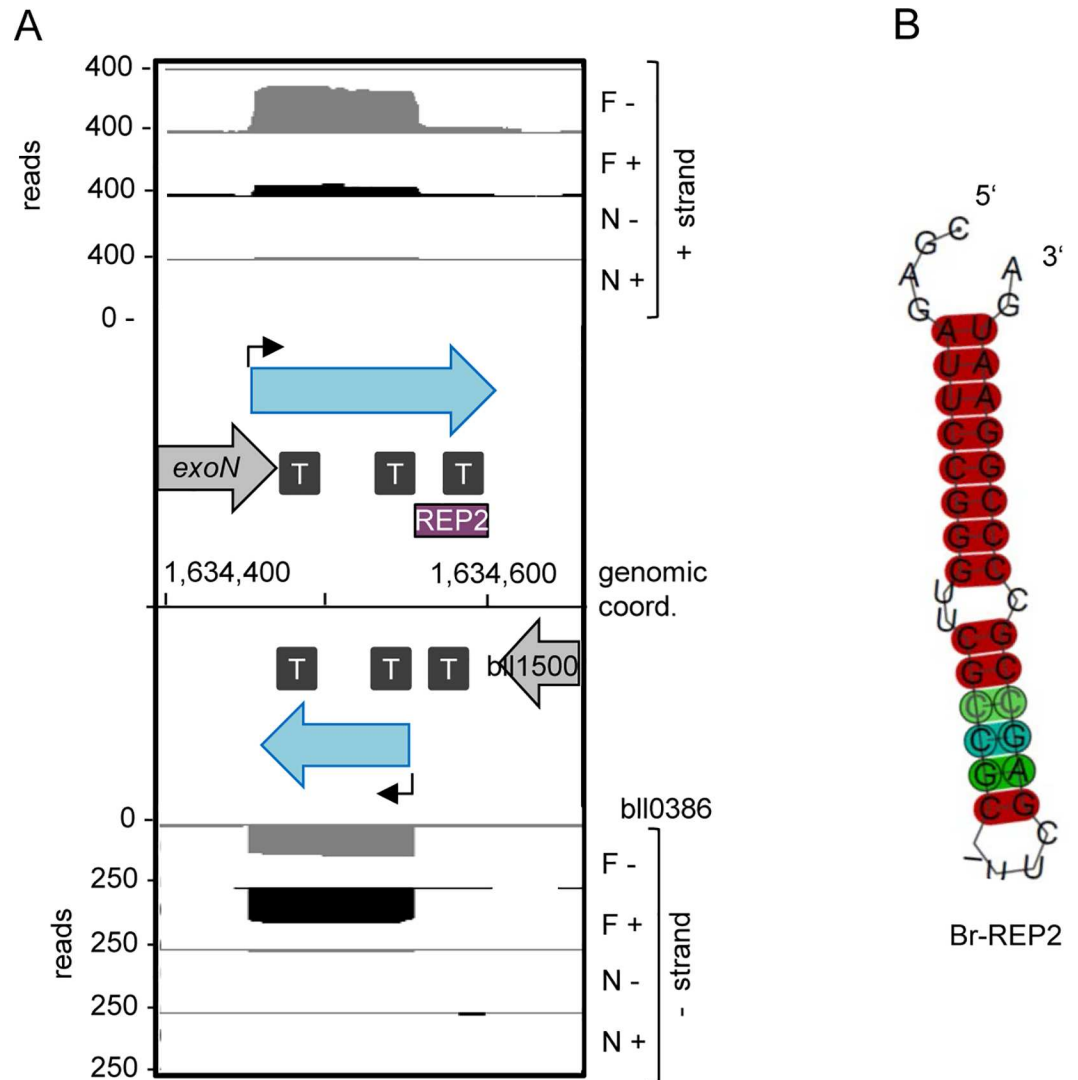 A
B
400 -
F -
400 -
F +
400 -
N -
400 -
N +
0 -
reads
+ strand
exoN
T T T
REP2
1,634,400 1,634,600 genomic
coord.
T T T bll1500
bll0386
0
F -
250
F +
250
N -
250
N +
250
reads
- strand
5‘
3‘
C
G
A
G
A U
U A
U A
C G
C G
G C
G C
G C
U
U
C
C G
G C
C C
C G
G A
C G
C
U
U
A
G
Br-REP2